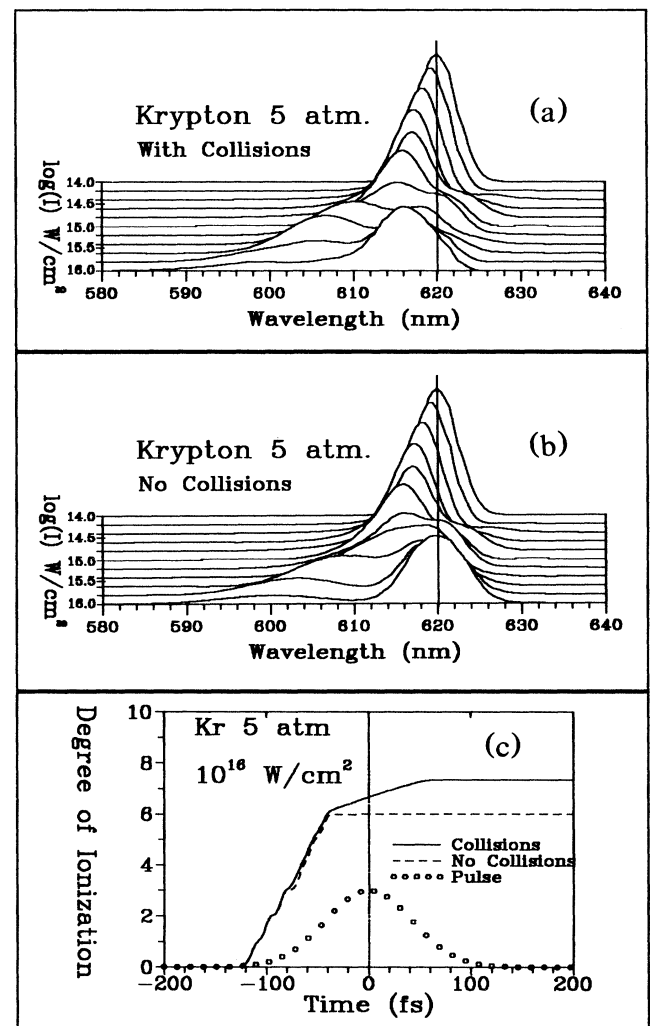 Krypton 5 atm.
With Collisions
(a)
log(I) W/cm²
14.0
14.5
15.0
15.5
16.0
580 590 600 610 620 630 640
Wavelength (nm)
Krypton 5 atm.
No Collisions
(b)
log(I) W/cm²
14.0
14.5
15.0
15.5
16.0
580 590 600 610 620 630 640
Wavelength (nm)
Degree of Ionization
10
8
6
4
2
0
Kr 5 atm
10¹⁶ W/cm²
(c)
Collisions
No Collisions
Pulse
−200 −100 0 100 200
Time (fs)